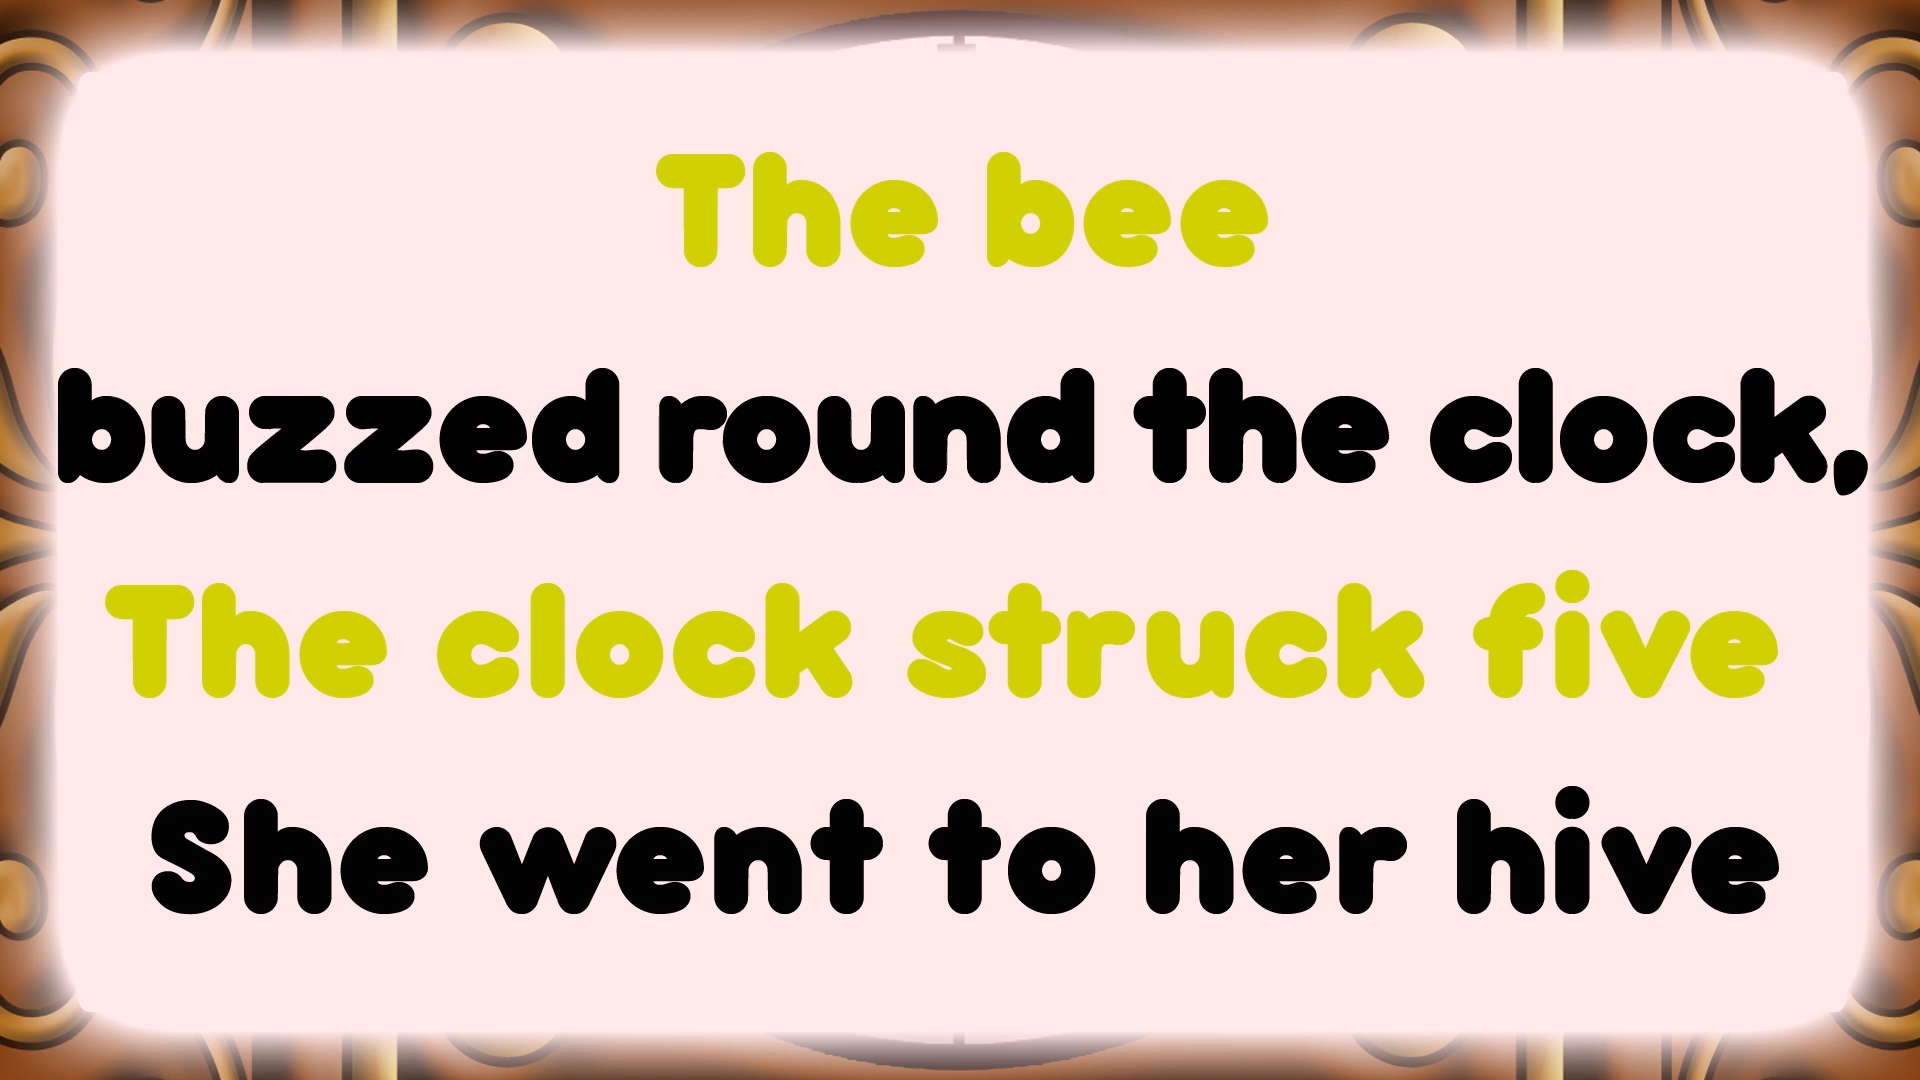 The bee
buzzed round the clock,
The clock struck five
She went to her hive